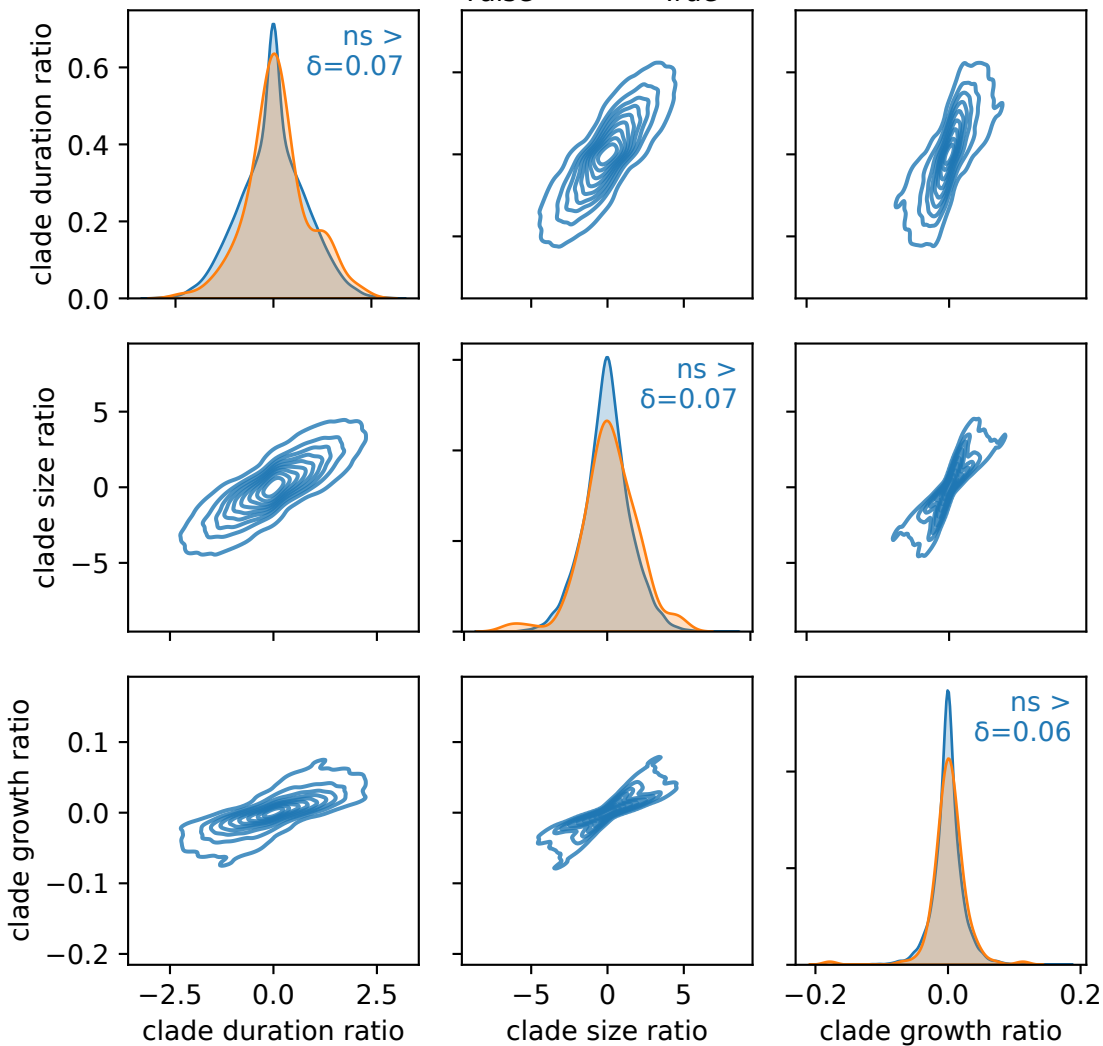 ns >
δ=0.07
clade duration ratio
0.6
0.4
0.2
0.0
ns >
δ=0.07
clade size ratio
5
0
−5
ns >
δ=0.06
clade growth ratio
0.1
0.0
−0.1
−0.2
−2.5 0.0 2.5 −5 0 5 −0.2 0.0 0.2
clade duration ratio clade size ratio clade growth ratio